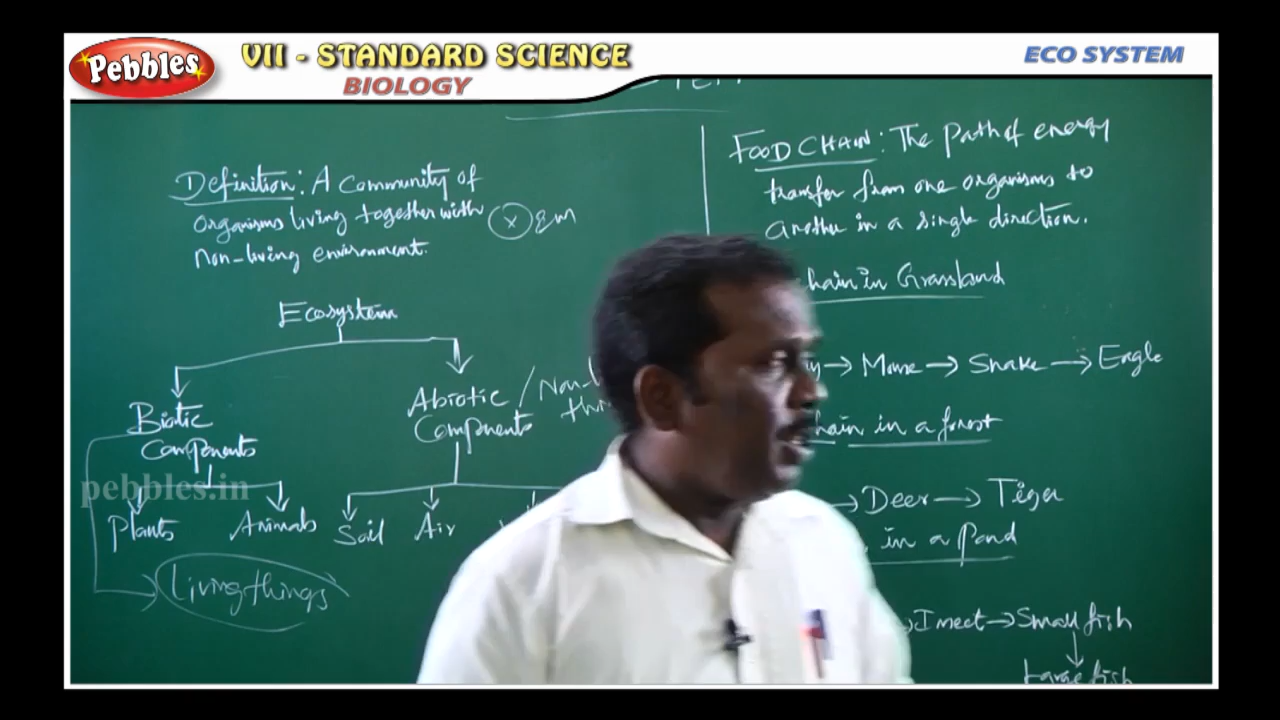 Pebbles
VII - STANDARD SCIENCE
BIOLOGY
ECO SYSTEM
Definition: A Community of
organisms living together with
non-living environment.
Ecosystem
Biotic
Components
Plants
Animals
Living things
Abiotic / Non-
Components
Soil
Air
FOOD CHAIN: The path of energy
transfer from one organisms to
another in a single direction.
chain in Grassland
→ Mouse → Snake → Eagle
chain in a forest
→ Deer → Tiger
in a Pond
Insect → Small fish
Large fish
pebbles.in